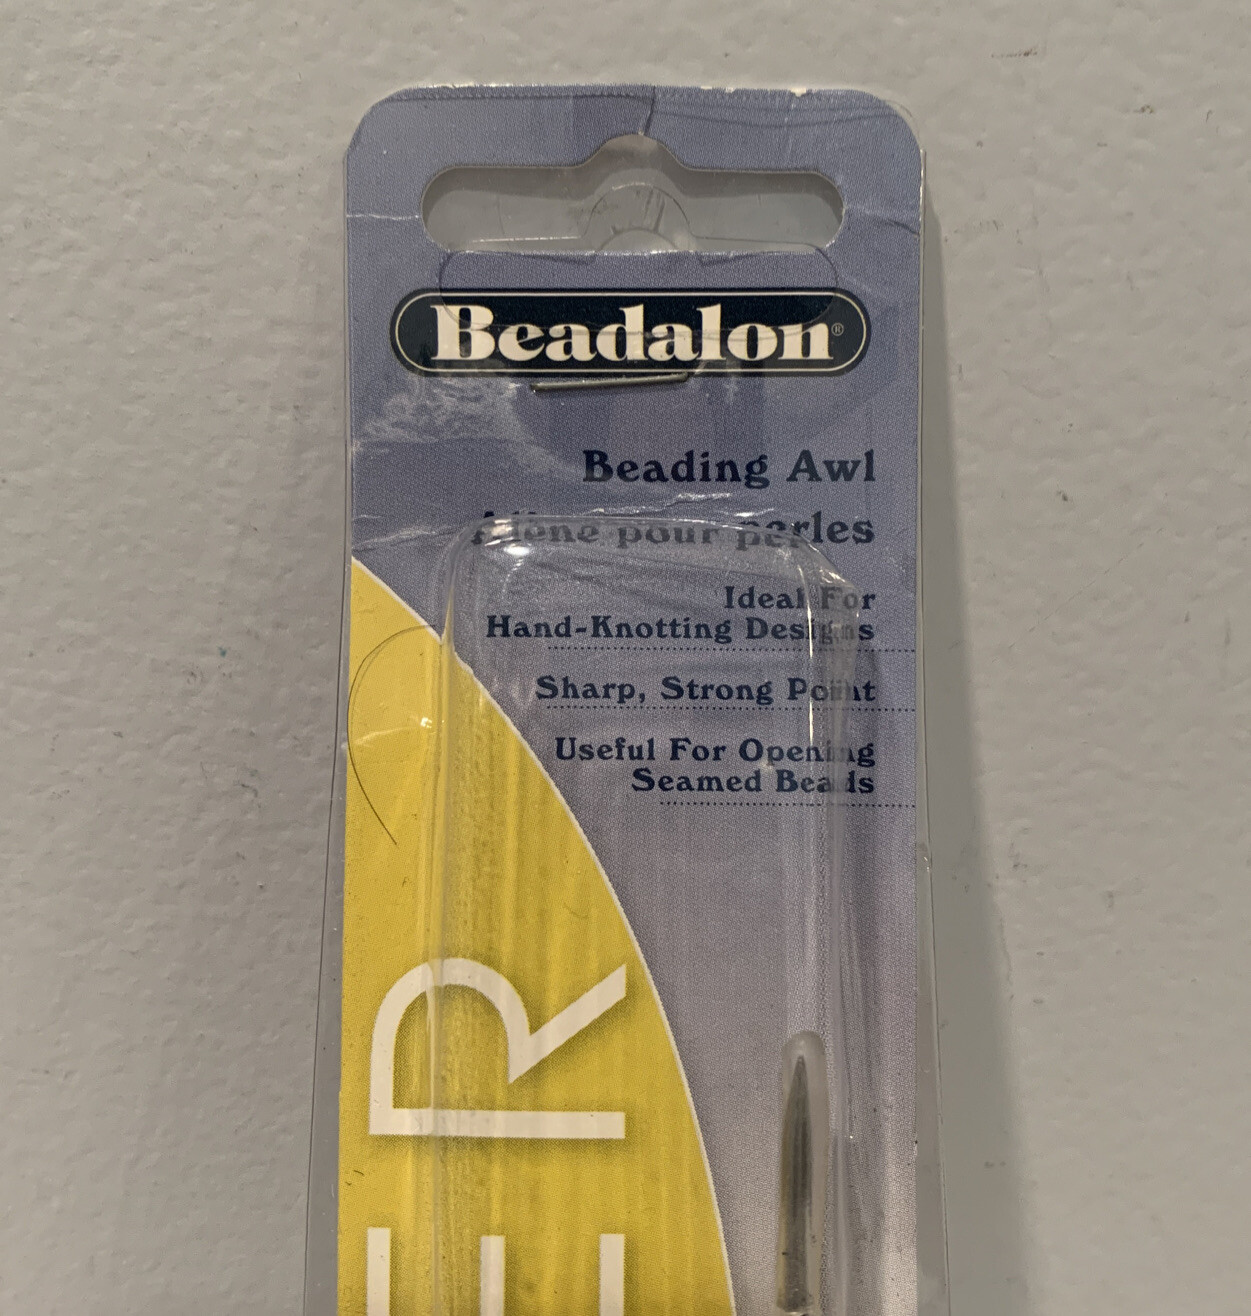 Beadalon®
Beading Awl
Alène pour perles
Ideal For
Hand-Knotting Designs
Sharp, Strong Point
Useful For Opening
Seamed Beads
ER